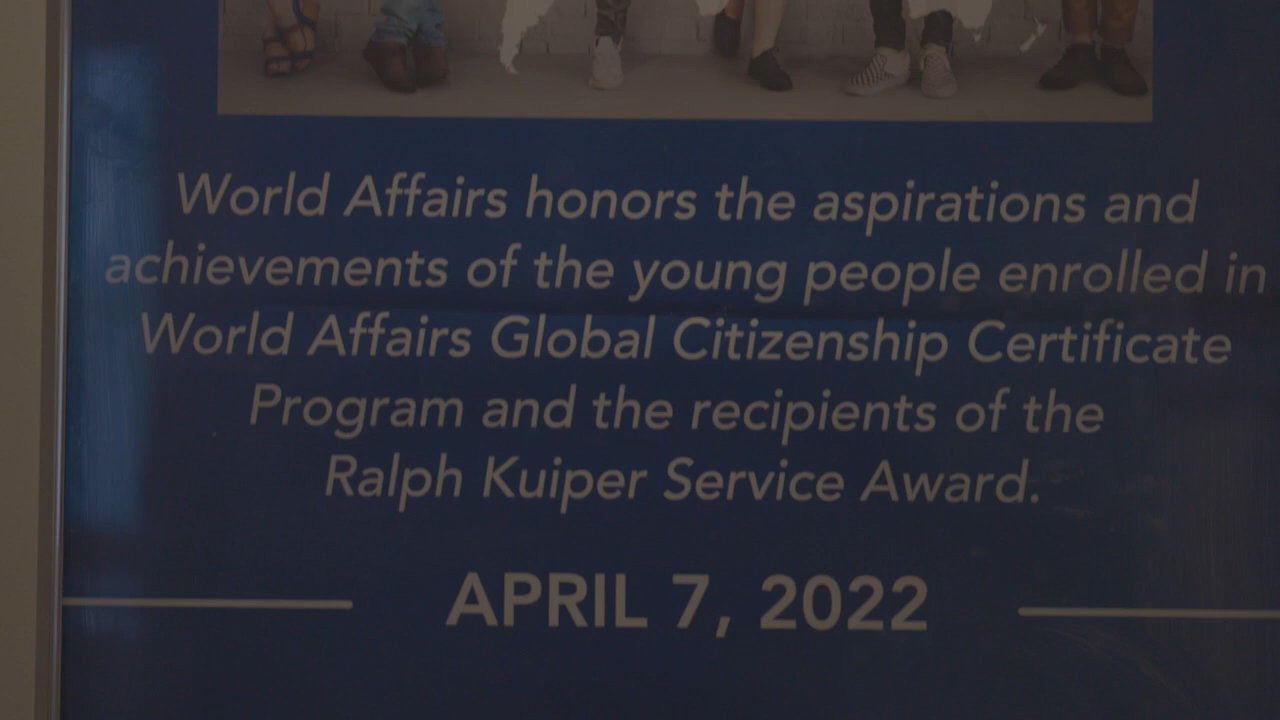 World Affairs honors the aspirations and
achievements of the young people enrolled in
World Affairs Global Citizenship Certificate
Program and the recipients of the
Ralph Kuiper Service Award.
APRIL 7, 2022